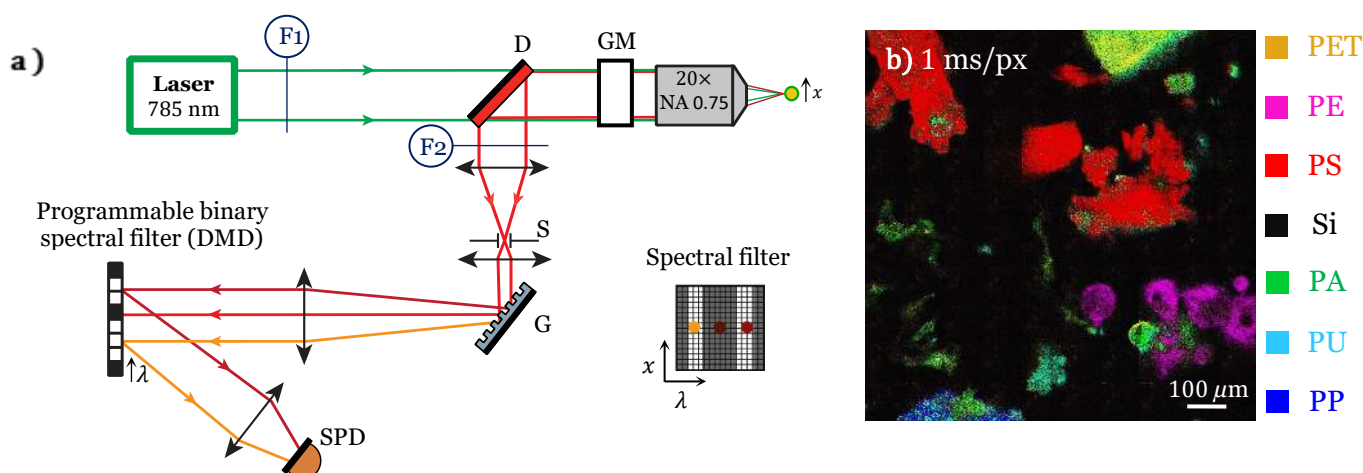 a )
F1
Laser
785 nm
D
GM
20×
NA 0.75
x
F2
Programmable binary
spectral filter (DMD)
S
Spectral filter
G
λ
x
λ
SPD
b) 1 ms/px
100 μm
PET
PE
PS
Si
PA
PU
PP